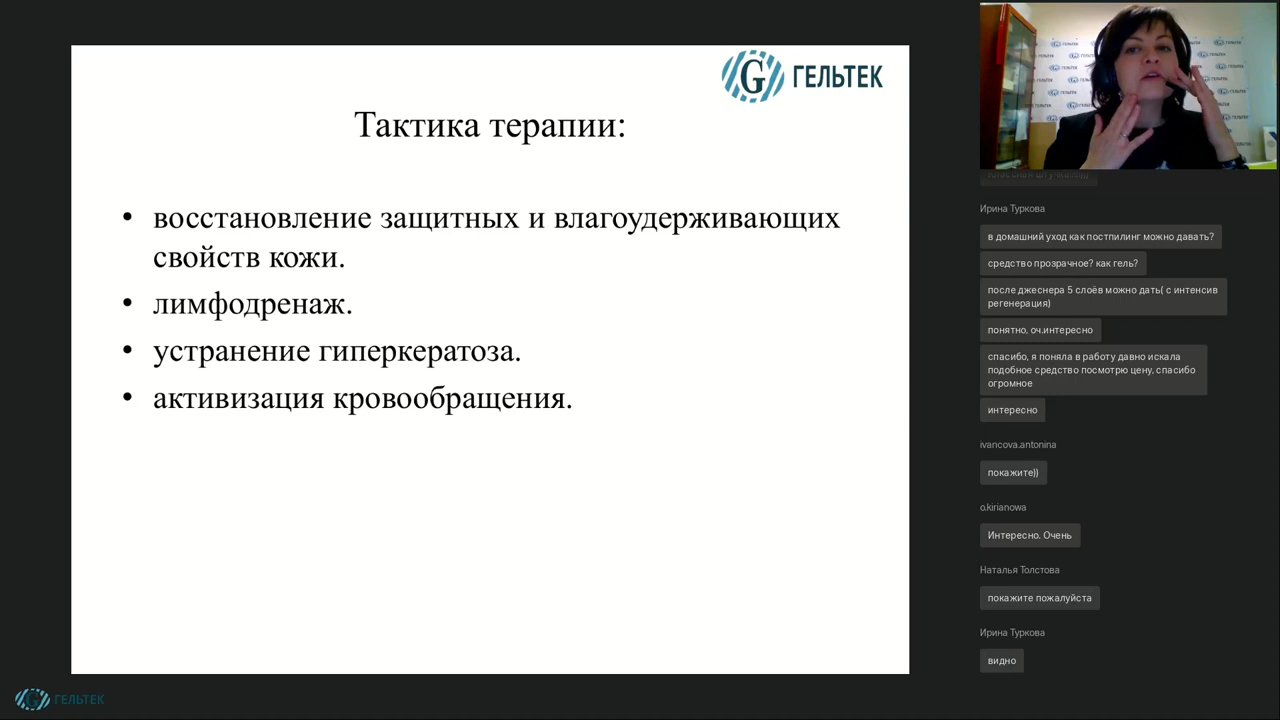 ГЕЛЬТЕК
Тактика терапии:
• восстановление защитных и влагоудерживающих
свойств кожи.
• лимфодренаж.
• устранение гиперкератоза.
• активизация кровообращения.
ГЕЛЬТЕК
Ирина Туркова
в домашний уход как постпилинг можно давать?
средство прозрачное? как гель?
после джеснера 5 слоёв можно дать( с интенсив
регенерация)
понятно, оч.интересно
спасибо, я поняла в работу давно искала
подобное средство посмотрю цену, спасибо
огромное
интересно
ivancova.antonina
покажите))
o.kirianowa
Интересно. Очень
Наталья Толстова
покажите пожалуйста
Ирина Туркова
видно